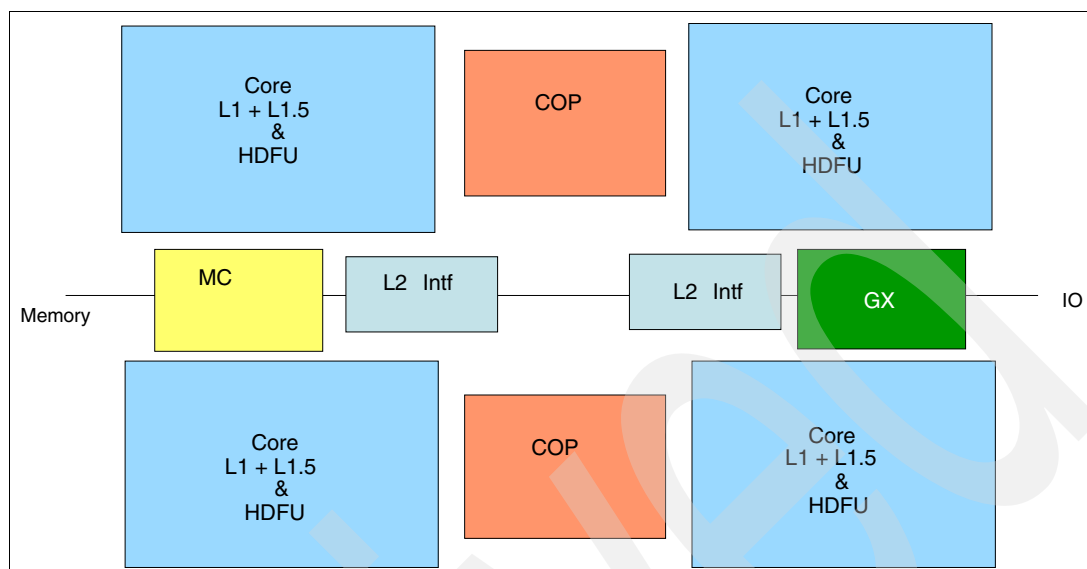 Core
L1 + L1.5
&
HDFU
COP
Core
L1 + L1.5
&
HDFU
MC
L2 Intf
L2 Intf
GX
Memory
IO
Core
L1 + L1.5
&
HDFU
COP
Core
L1 + L1.5
&
HDFU